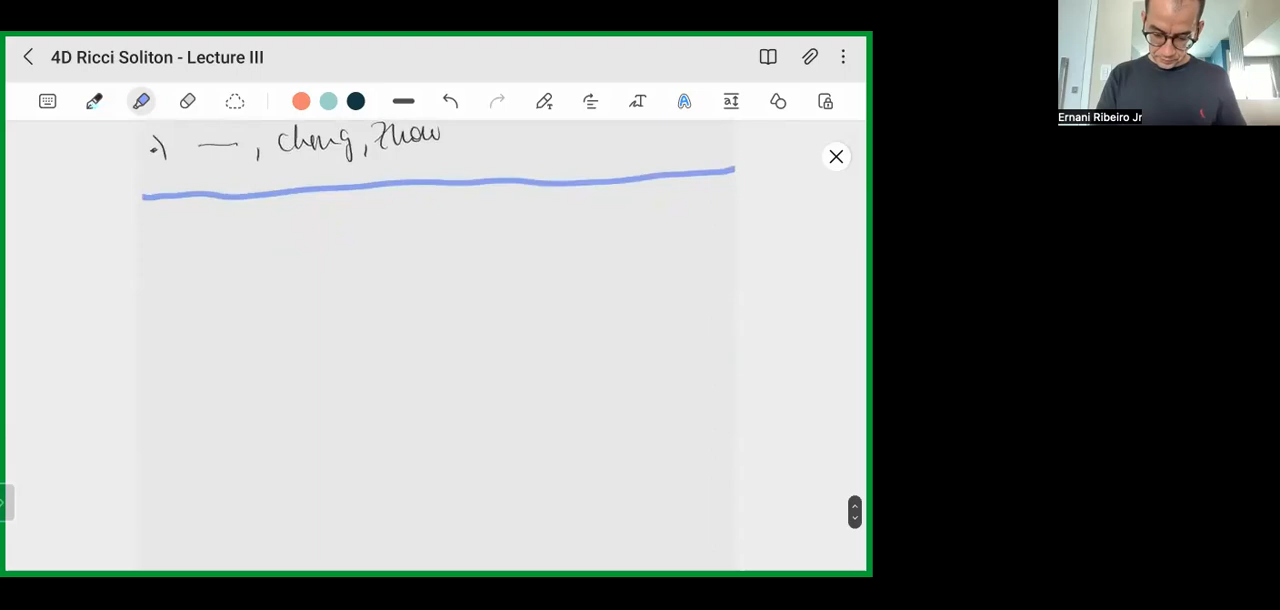 4D Ricci Soliton - Lecture III
Ernani Ribeiro Jr
—, Cheng, Zhou